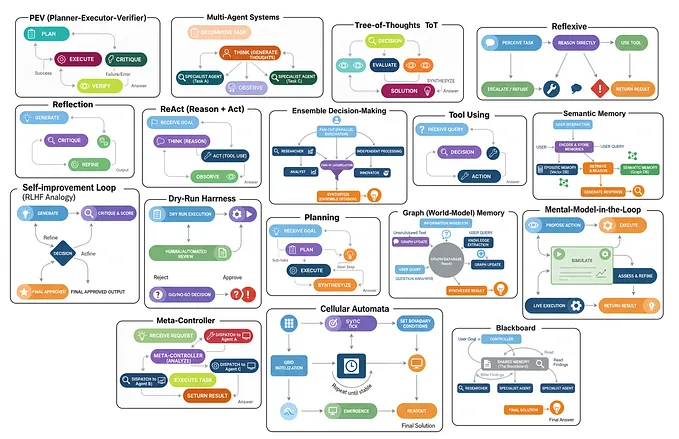 PEV (Planner-Executor-Verifier)
PLAN
EXECUTE
CRITIQUE
Success
Failure/Error
VERIFY
Answer
Multi-Agent Systems
DECOMPOSE TASK
THINK (GENERATE
THOUGHTS)
SPECIALIST AGENT
(Task A)
SPECIALIST AGENT
(Task C)
OBSERVE
Tree-of-Thoughts ToT
DECISION
EVALUATE
SYNTHESIZE
SOLUTION
Answer
Reflexive
PERCEIVE TASK
REASON DIRECTLY
USE TOOL
ESCALATE / REFUSE
RETURN RESULT
Reflection
GENERATE
CRITIQUE
REFINE
Output
ReAct (Reason + Act)
RECEIVE GOAL
THINK (REASON)
ACT (TOOL USE)
OBSERVE
Answer
Ensemble Decision-Making
RESEARCHER
INDEPENDENT PROCESSING
ANALYST
INNOVATOR
SYNTHESIZE
(ENSEMBLE DECISION)
Tool Using
RECEIVE QUERY
DECISION
ACTION
Answer
Semantic Memory
USER INTERACTION
USER
ENCODE & STORE
MEMORIES
USER QUERY
EPISODIC MEMORY
(Vector DB)
RETRIEVE
& REASON
SEMANTIC MEMORY
(Graph DB)
GENERATE RESPONSE
Self-improvement Loop
(RLHF Analogy)
GENERATE
CRITIQUE & SCORE
Refine
DECISION
Acfine
FINAL APPROVED
FINAL APPROVED OUTPUT
Dry-Run Harness
DRY RUN EXECUTION
HUMAN/AUTOMATED
REVIEW
Reject
Approve
GO/NO-GO DECISION
Planning
RECEIVE GOAL
Sub-tasks
PLAN
EXECUTE
Next Step
SYNTHESYZE
Answer
Graph (World-Model) Memory
INFORMATION INGESTION
Unstructured Text
GRAPH UPDATE
USER QUERY
KNOWLEDGE
EXTRACTION
GRAPH DATABASE
USER QUERY
GRAPH UPDATE
QUESTION ANALYSIS
SYNTHESIZED RESULT
Mental-Model-in-the-Loop
PROPOSE ACTION
EXECUTE
SIMULATE
ASSESS & REFINE
LIVE EXECUTION
RETURN RESULT
Meta-Controller
RECEIVE REQUEST
DISPATCH to
Agent A
META-CONTROLLER
(ANALYZE)
DISPATCH to
Agent C
DISPATCH to
Agent B
EXECUTE TASK
SETURN RESULT
Answer
Cellular Automata
SYNC
TICK
SET BOUNDARY
CONDITIONS
GRID
INITILIZATION
Repeat until stable
EMERGENCE
READOUT
Final Solution
Blackboard
User Goal
CONTROLLER
Read
SHARED MEMORY
(The Blackboard)
Read
Findings
Write Findings
RESEARCHER
SPECIALIST AGENT
SPECIALIST AGENT
FINAL SOLUTION
Final Answer